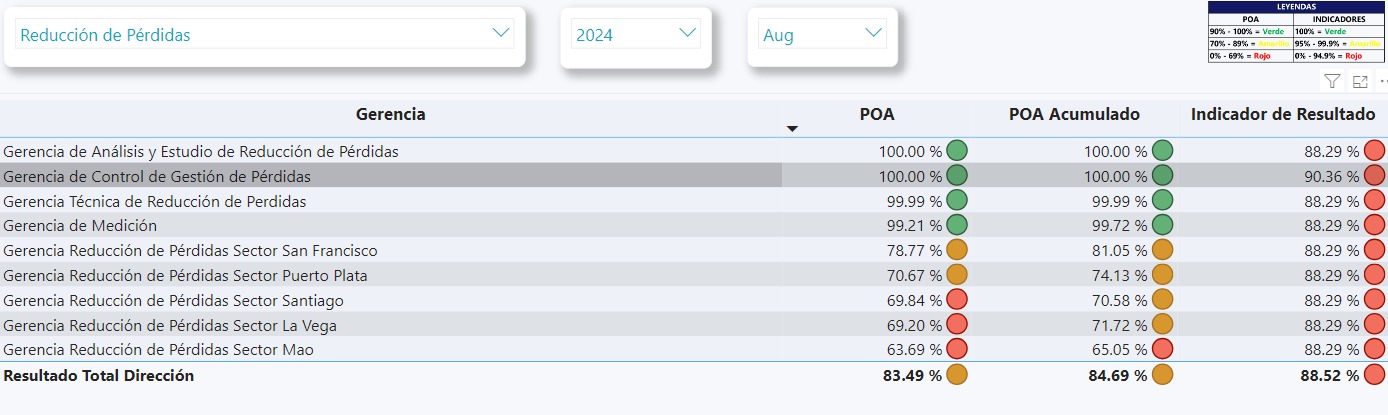 Reducción de Pérdidas
2024
Aug
LEYENDAS
POA INDICADORES
90% - 100% = Verde 100% = Verde
70% - 89% = Amarillo 95% - 99.9% = Amarillo
0% - 69% = Rojo 0% - 94.9% = Rojo
Gerencia POA POA Acumulado Indicador de Resultado
Gerencia de Análisis y Estudio de Reducción de Pérdidas 100.00 % 100.00 % 88.29 %
Gerencia de Control de Gestión de Pérdidas 100.00 % 100.00 % 90.36 %
Gerencia Técnica de Reducción de Perdidas 99.99 % 99.99 % 88.29 %
Gerencia de Medición 99.21 % 99.72 % 88.29 %
Gerencia Reducción de Pérdidas Sector San Francisco 78.77 % 81.05 % 88.29 %
Gerencia Reducción de Pérdidas Sector Puerto Plata 70.67 % 74.13 % 88.29 %
Gerencia Reducción de Pérdidas Sector Santiago 69.84 % 70.58 % 88.29 %
Gerencia Reducción de Pérdidas Sector La Vega 69.20 % 71.72 % 88.29 %
Gerencia Reducción de Pérdidas Sector Mao 63.69 % 65.05 % 88.29 %
Resultado Total Dirección 83.49 % 84.69 % 88.52 %